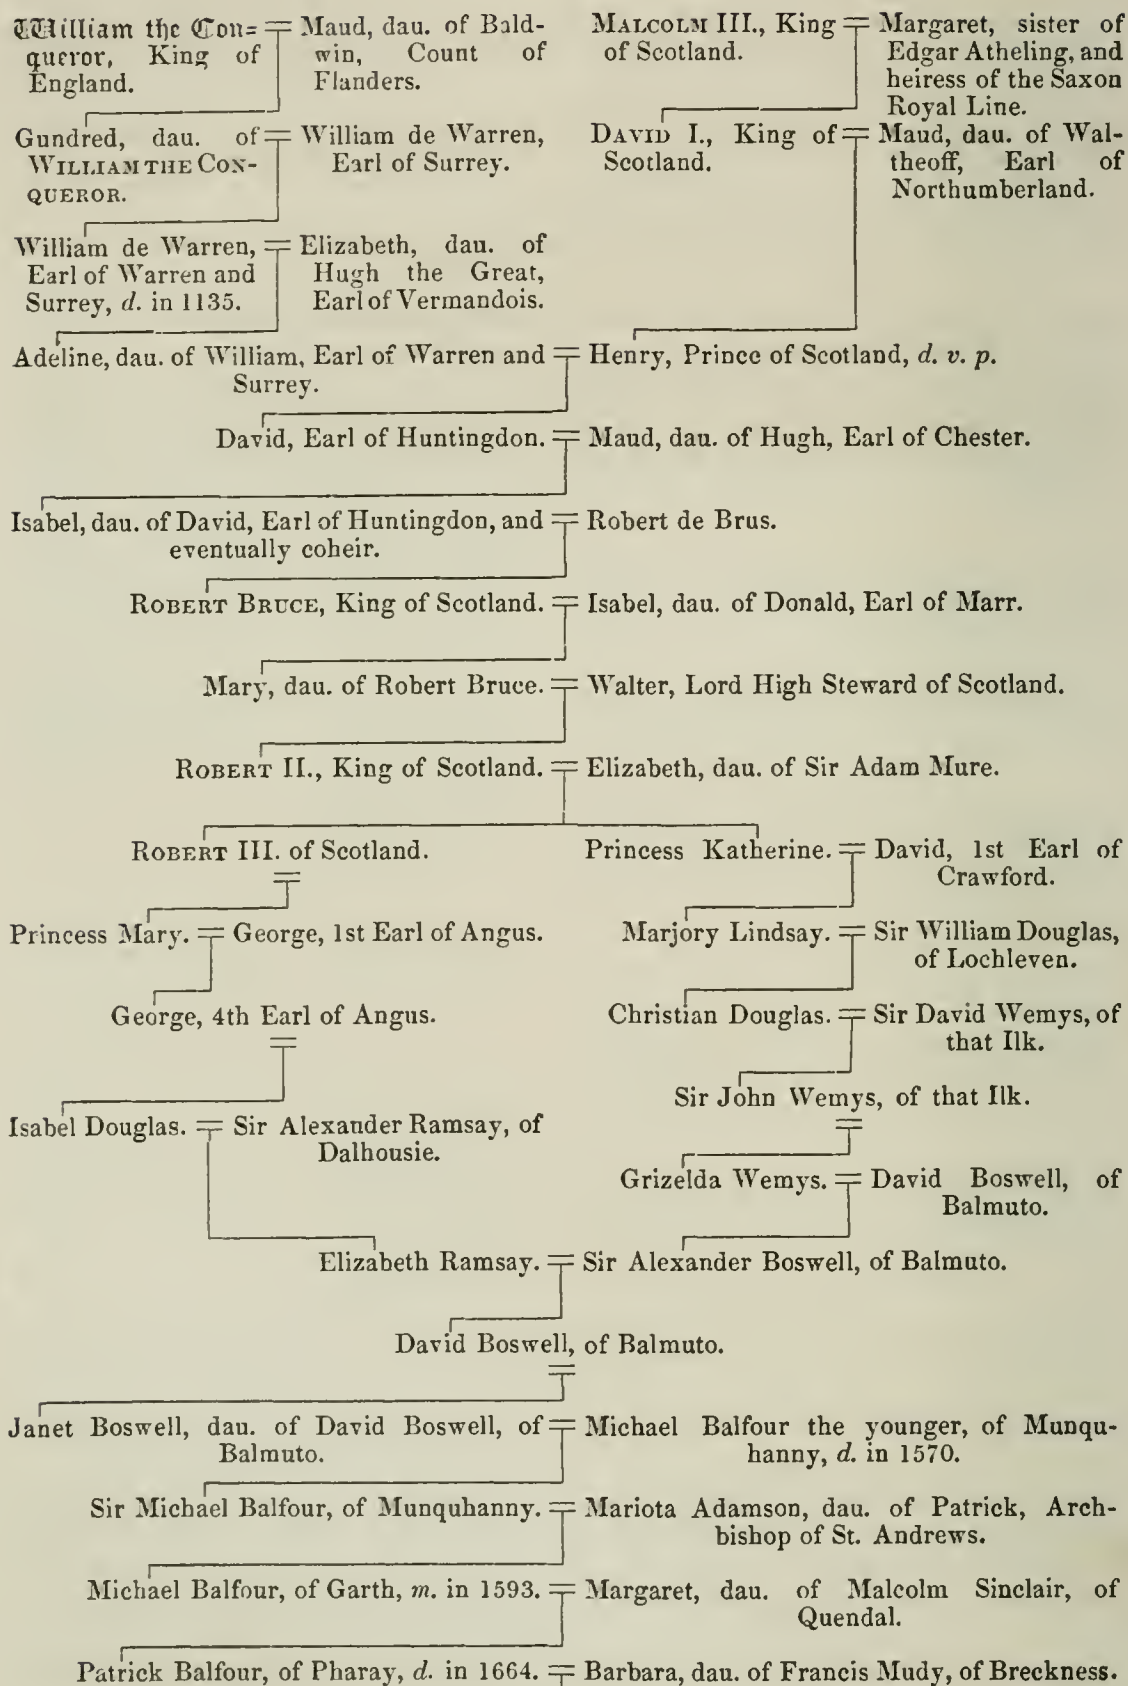 William the Con=
queror, King of
England.
Maud, dau. of Bald-
win, Count of
Flanders.
MALCOLM III., King
of Scotland.
Margaret, sister of
Edgar Atheling, and
heiress of the Saxon
Royal Line.
Gundred, dau. of
WILLIAM THE CON-
QUEROR.
William de Warren,
Earl of Surrey.
DAVID I., King of
Scotland.
Maud, dau. of Wal-
theoff, Earl of
Northumberland.
William de Warren,
Earl of Warren and
Surrey, d. in 1135.
Elizabeth, dau. of
Hugh the Great,
Earl of Vermandois.
Adeline, dau. of William, Earl of Warren and
Surrey.
Henry, Prince of Scotland, d. v. p.
David, Earl of Huntingdon.
Maud, dau. of Hugh, Earl of Chester.
Isabel, dau. of David, Earl of Huntingdon, and
eventually coheir.
Robert de Brus.
ROBERT BRUCE, King of Scotland.
Isabel, dau. of Donald, Earl of Marr.
Mary, dau. of Robert Bruce.
Walter, Lord High Steward of Scotland.
ROBERT II., King of Scotland.
Elizabeth, dau. of Sir Adam Mure.
ROBERT III. of Scotland.
Princess Katherine.
David, 1st Earl of
Crawford.
Princess Mary.
George, 1st Earl of Angus.
Marjory Lindsay.
Sir William Douglas,
of Lochleven.
George, 4th Earl of Angus.
Christian Douglas.
Sir David Wemys, of
that Ilk.
Sir John Wemys, of that Ilk.
Isabel Douglas.
Sir Alexander Ramsay, of
Dalhousie.
Grizelda Wemys.
David Boswell, of
Balmuto.
Elizabeth Ramsay.
Sir Alexander Boswell, of Balmuto.
David Boswell, of Balmuto.
Janet Boswell, dau. of David Boswell, of
Balmuto.
Michael Balfour the younger, of Munqu-
hanny, d. in 1570.
Sir Michael Balfour, of Munquhanny.
Mariota Adamson, dau. of Patrick, Arch-
bishop of St. Andrews.
Michael Balfour, of Garth, m. in 1593.
Margaret, dau. of Malcolm Sinclair, of
Quendal.
Patrick Balfour, of Pharay, d. in 1664.
Barbara, dau. of Francis Mudy, of Breckness.